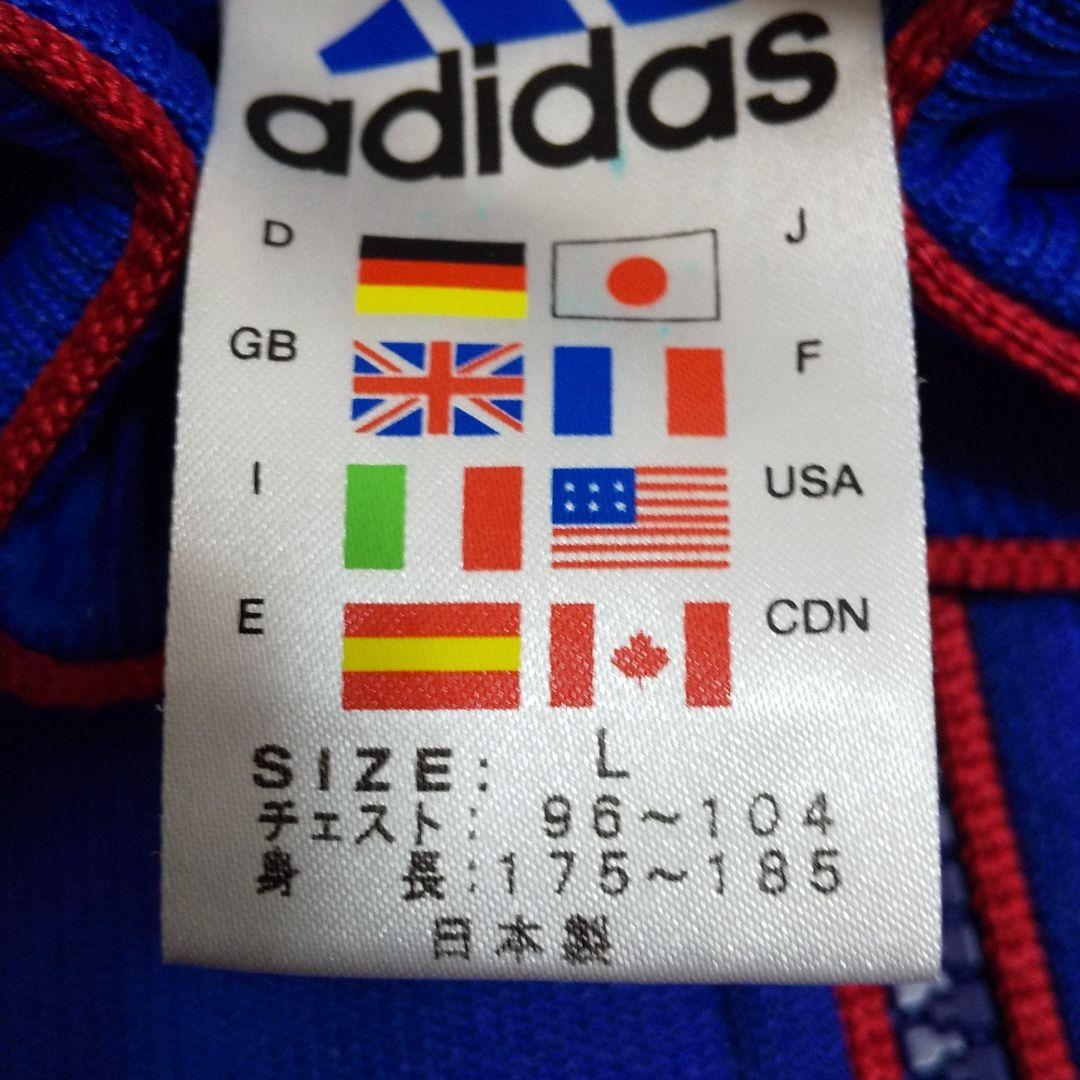 adidas
D J
GB F
I USA
E CDN
SIZE: L
チェスト: 96～104
身長:175～185
日本製